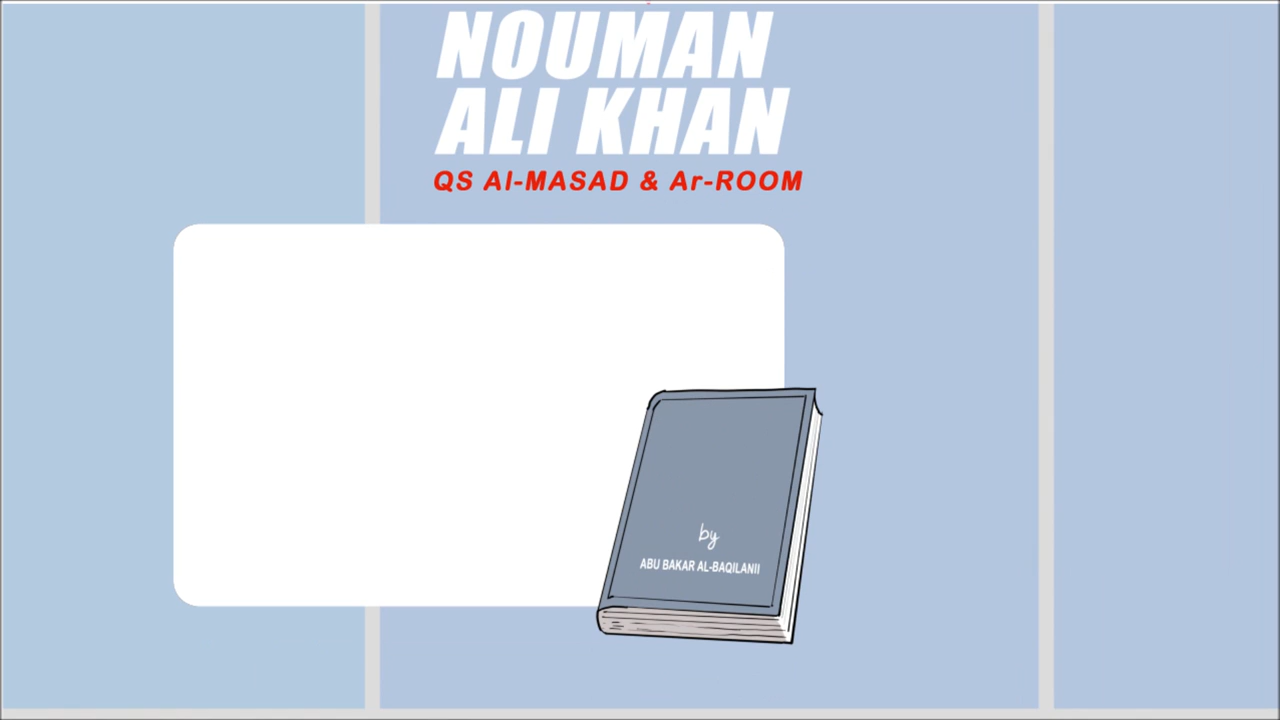 NOUMAN
ALI KHAN
QS Al-MASAD & Ar-ROOM
by
ABU BAKAR AL-BAQILANII